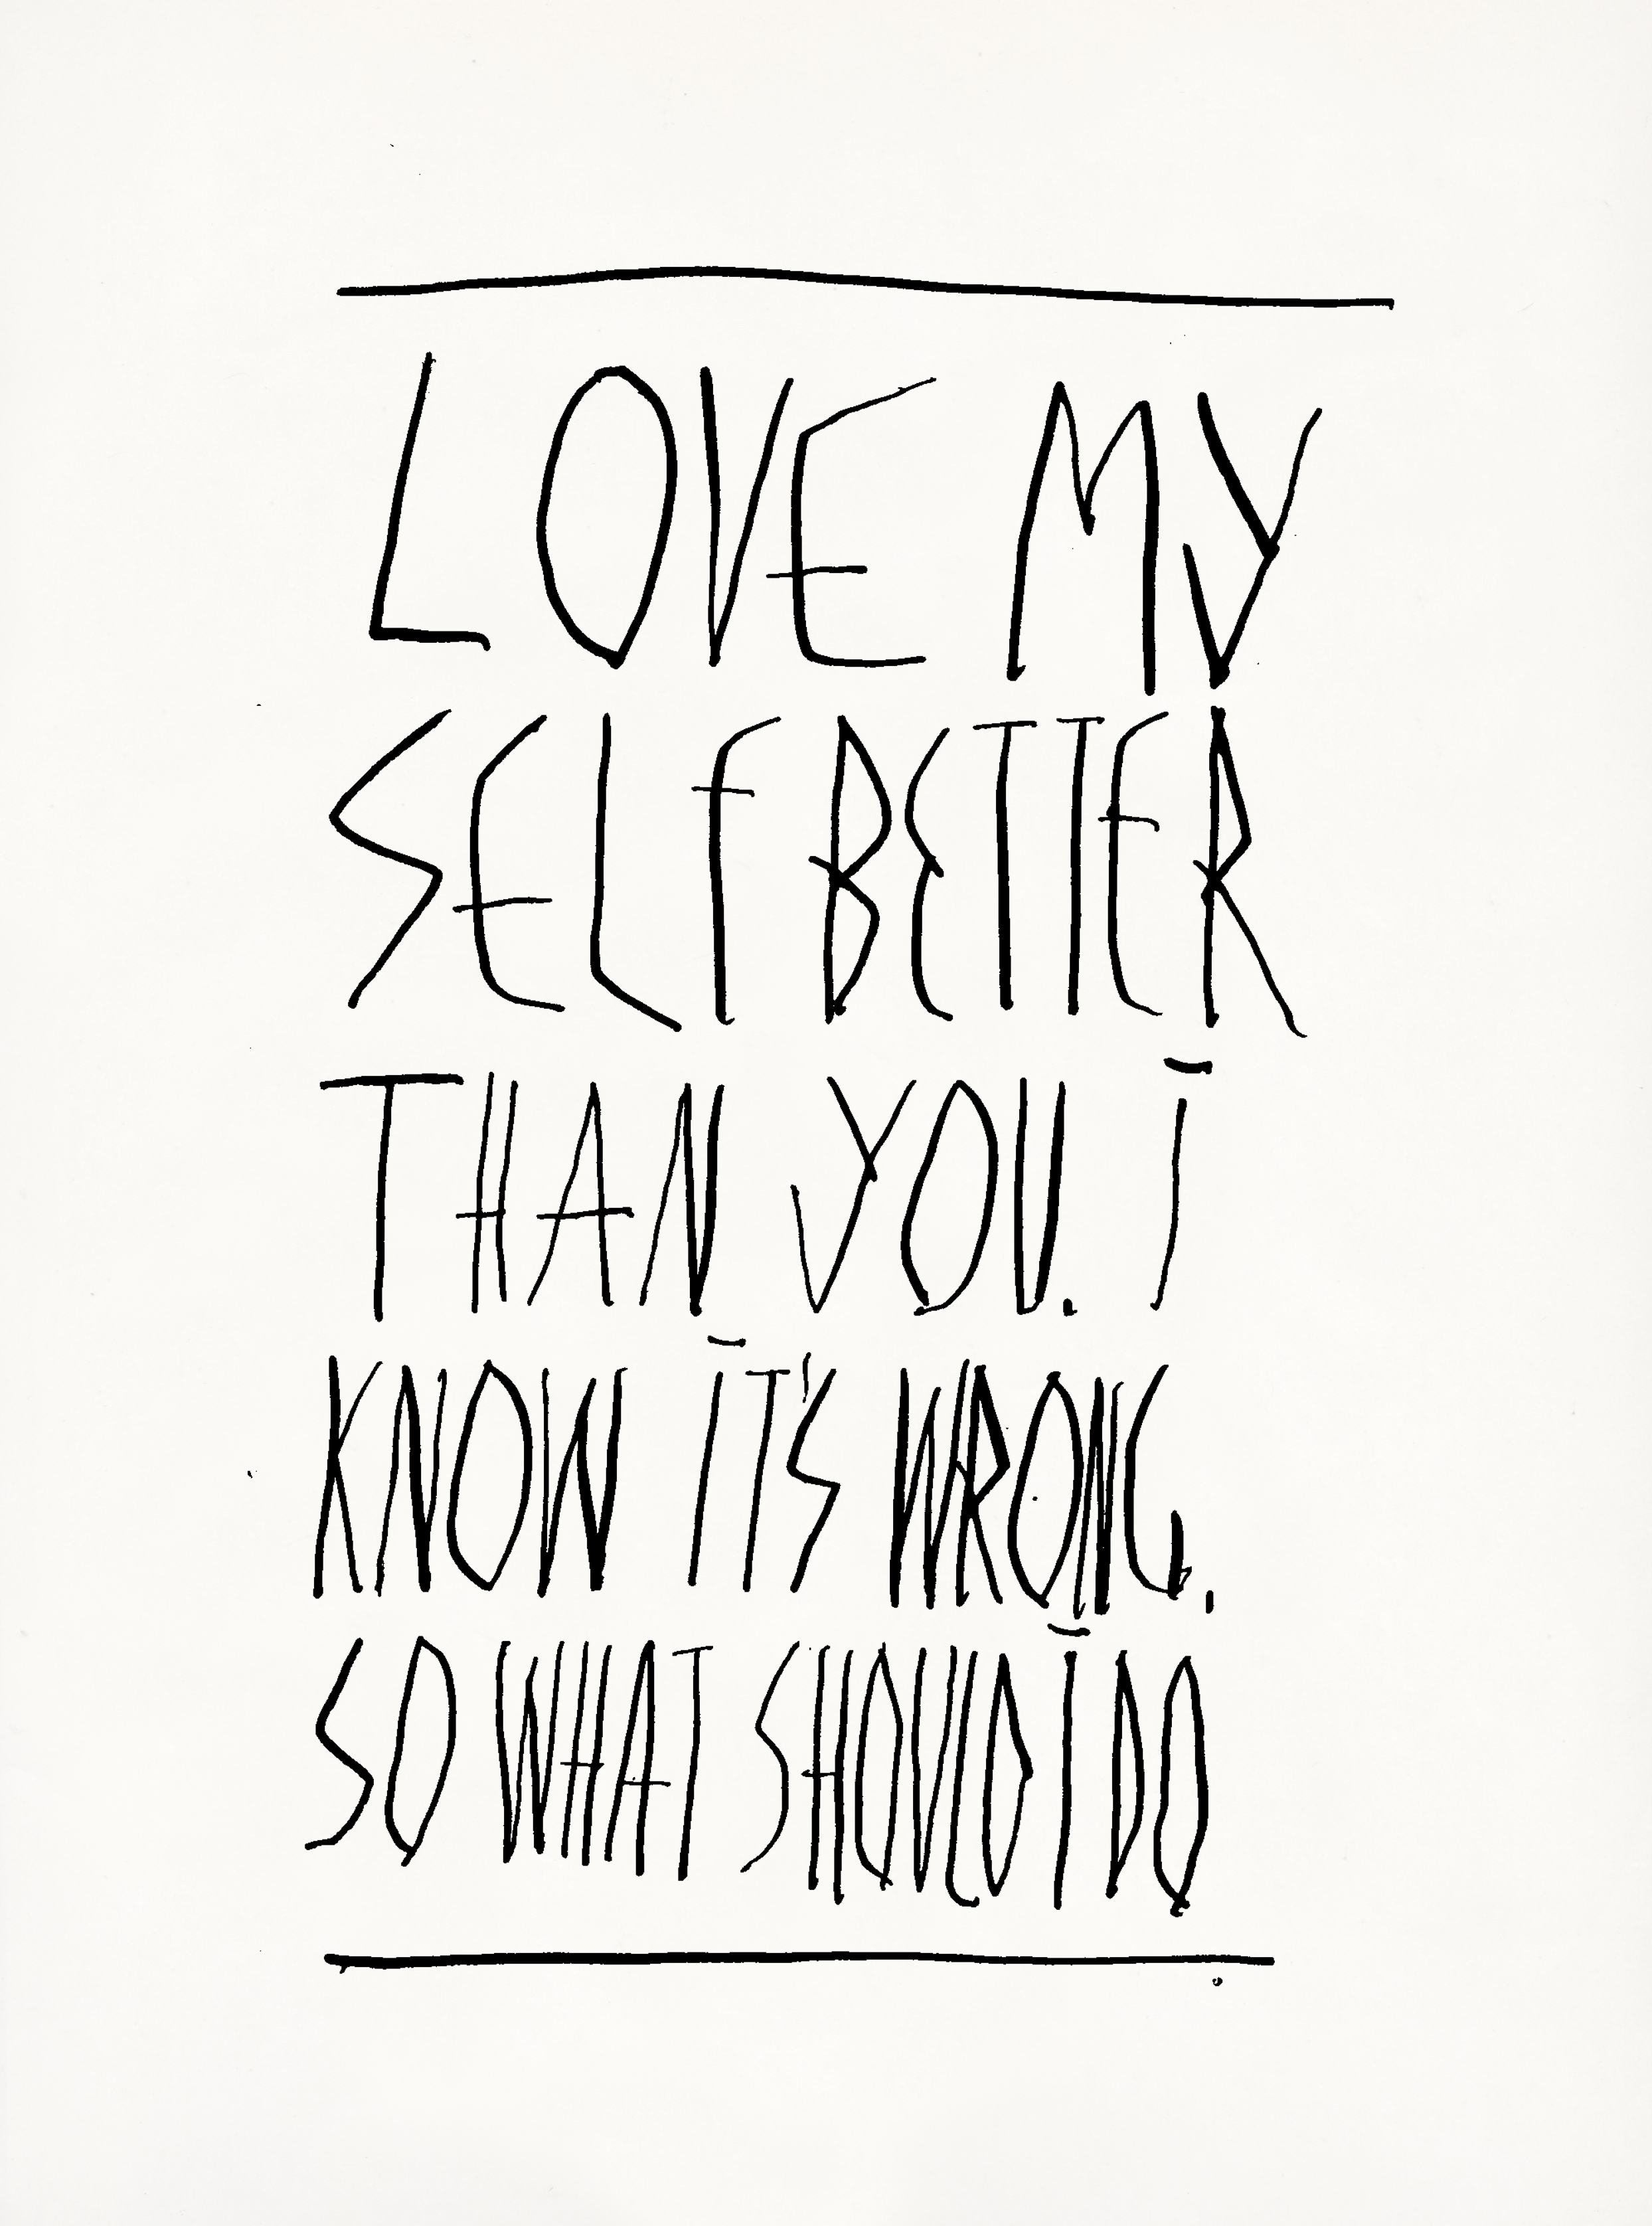 LOVE MY
SELF BETTER
THAN YOU. I
KNOW IT'S WRONG,
SO WHAT SHOULD I DO